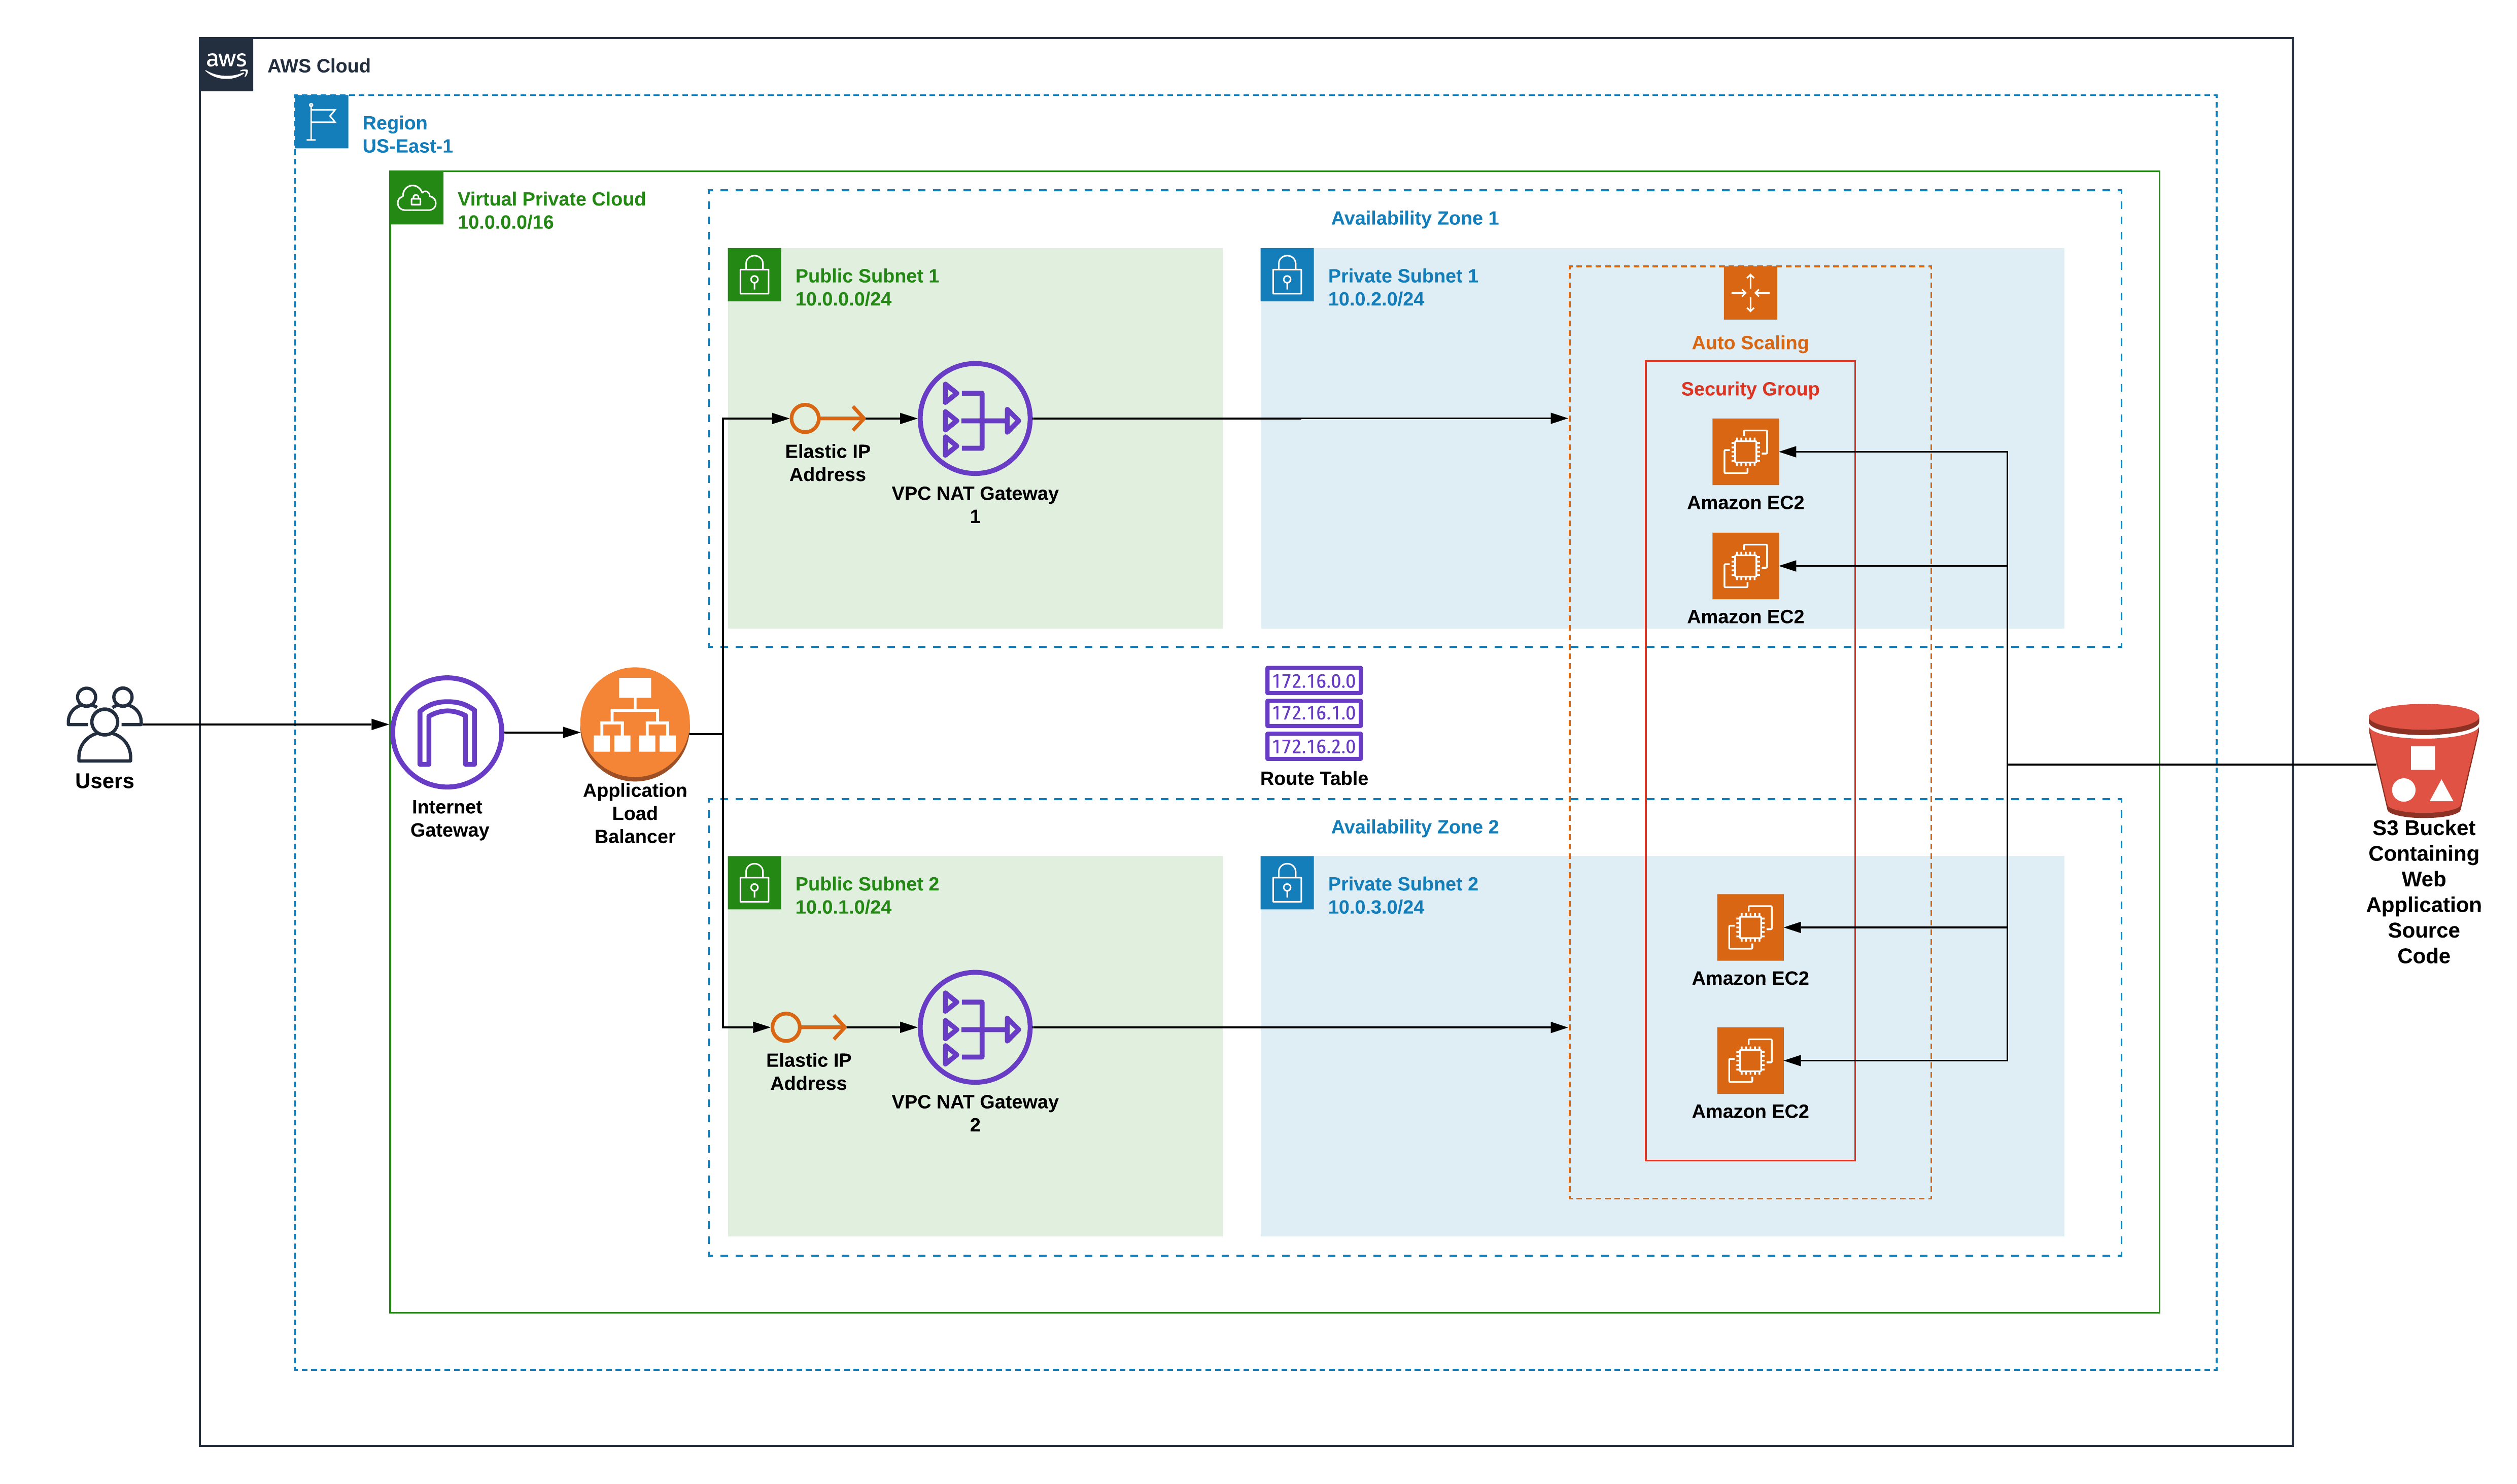 aws
AWS Cloud
Region
US-East-1
Virtual Private Cloud
10.0.0.0/16
Availability Zone 1
Public Subnet 1
10.0.0.0/24
Private Subnet 1
10.0.2.0/24
Auto Scaling
Security Group
Elastic IP
Address
VPC NAT Gateway
1
Amazon EC2
Amazon EC2
Users
Internet
Gateway
Application
Load
Balancer
172.16.0.0
172.16.1.0
172.16.2.0
Route Table
S3 Bucket
Containing
Web
Application
Source
Code
Availability Zone 2
Public Subnet 2
10.0.1.0/24
Private Subnet 2
10.0.3.0/24
Elastic IP
Address
VPC NAT Gateway
2
Amazon EC2
Amazon EC2